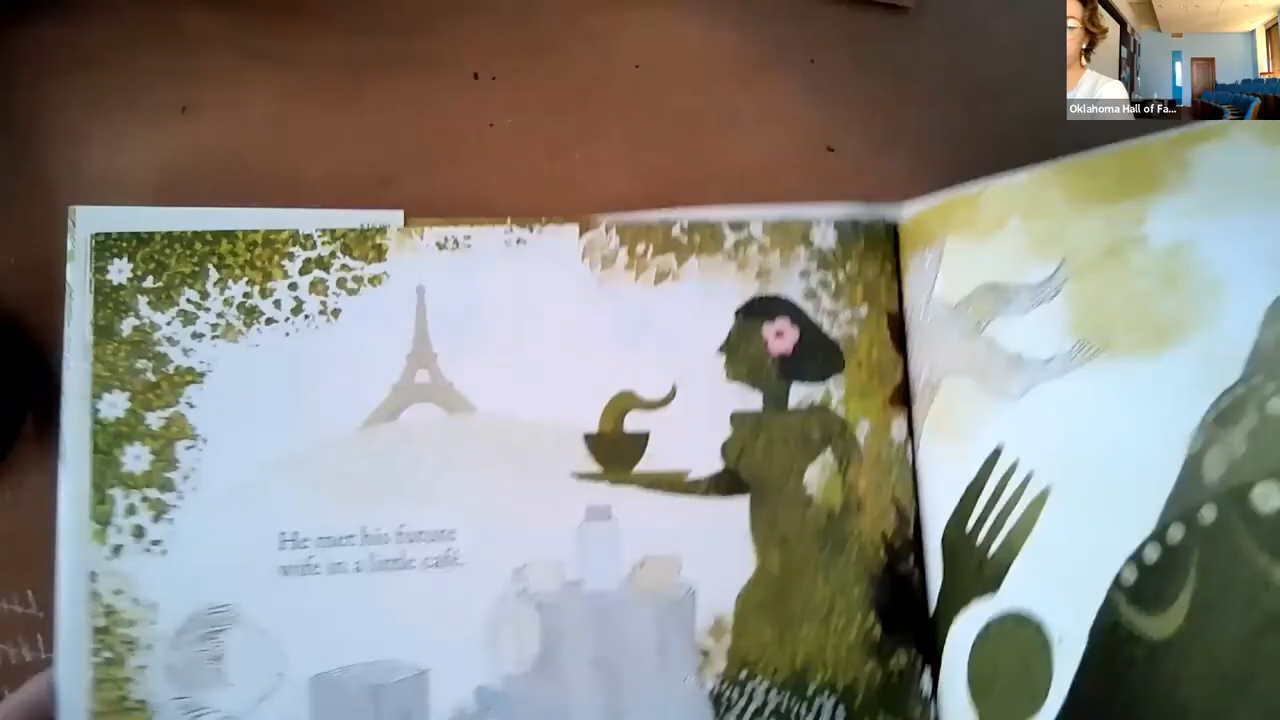 Oklahoma Hall of Fa...
He met his future
wife in a little café.